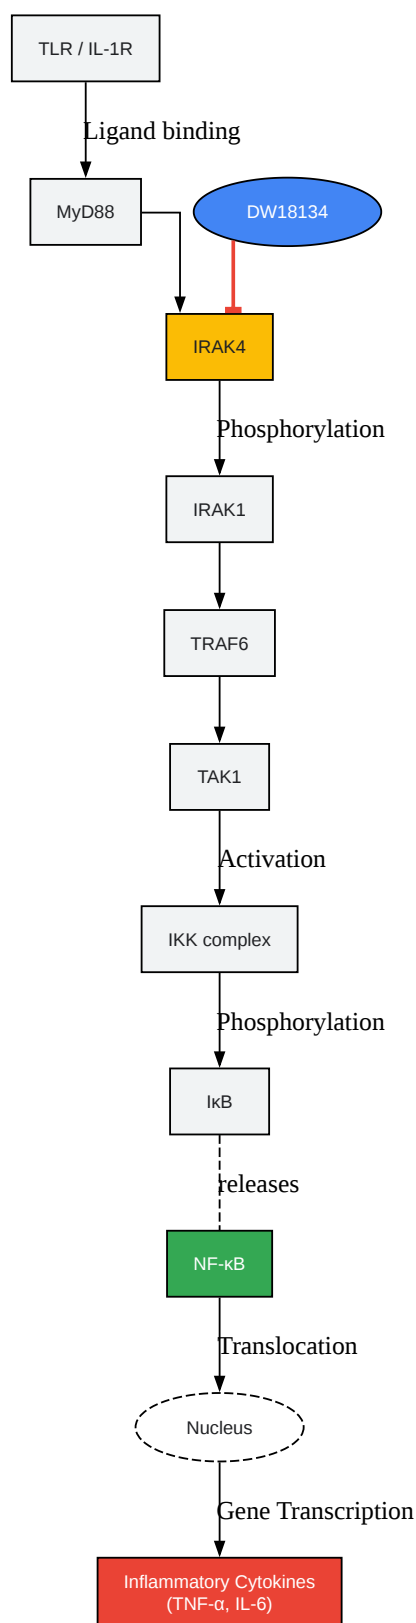 TLR / IL-1R
Ligand binding
MyD88
DW18134
IRAK4
Phosphorylation
IRAK1
TRAF6
TAK1
Activation
IKK complex
Phosphorylation
IκB
releases
NF-κB
Translocation
Nucleus
Gene Transcription
Inflammatory Cytokines
(TNF-α, IL-6)